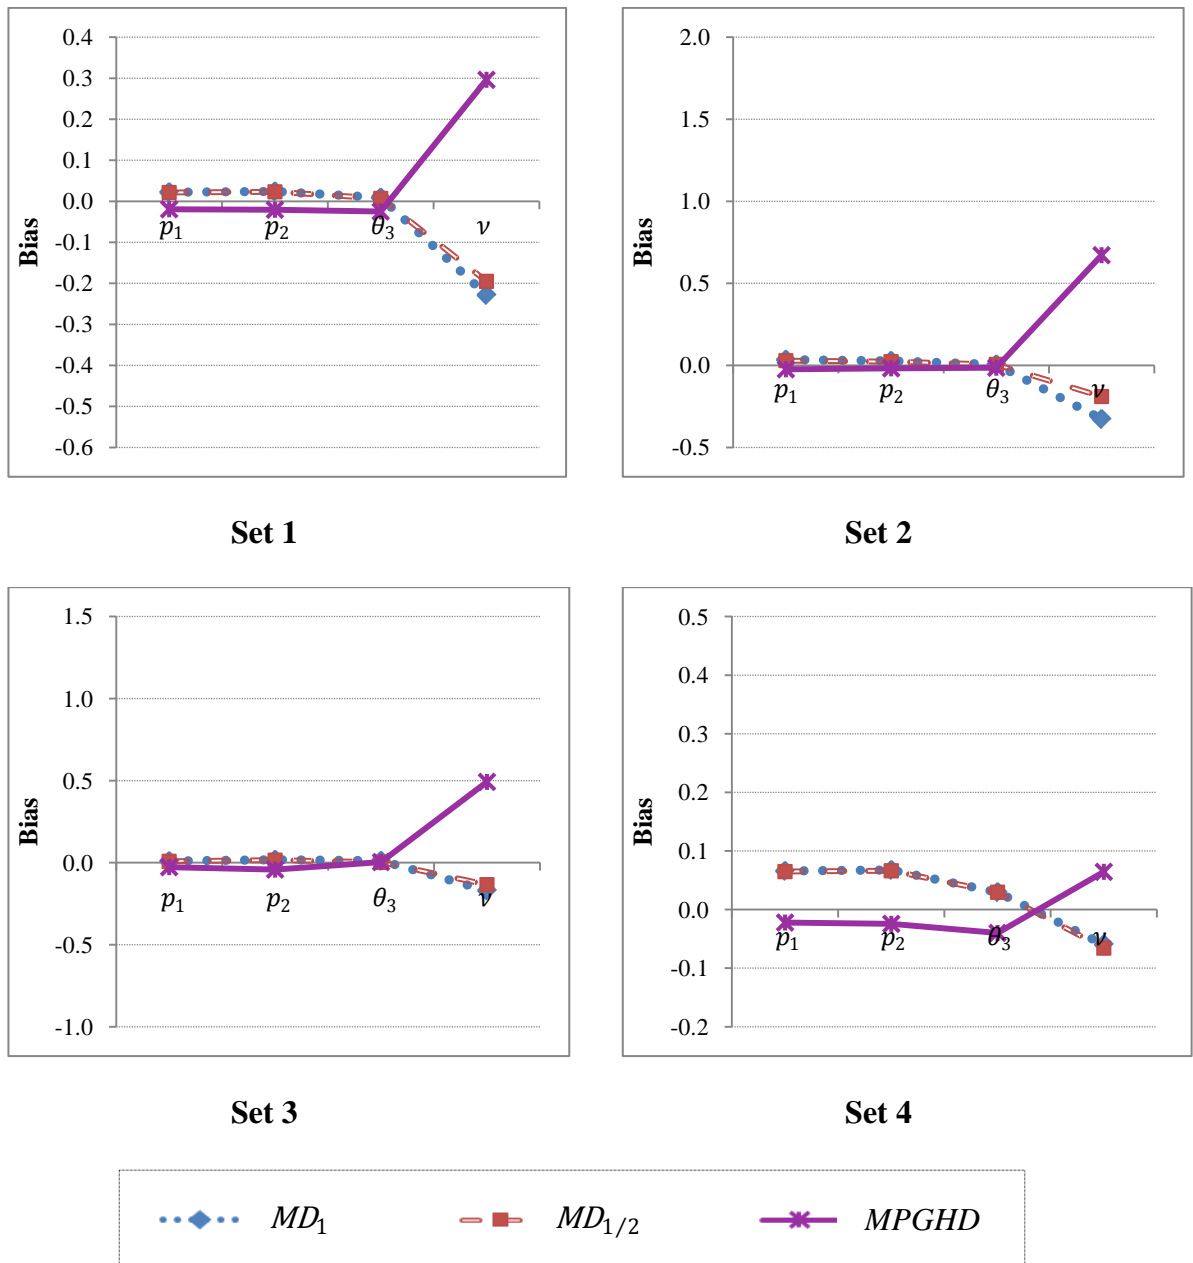 0.4
0.3
0.2
0.1
0.0
-0.1
-0.2
-0.3
-0.4
-0.5
-0.6
Bias
p₁ p₂ θ₃ ν
Set 1
2.0
1.5
1.0
0.5
0.0
-0.5
Bias
p₁ p₂ θ₃ ν
Set 2
1.5
1.0
0.5
0.0
-0.5
-1.0
Bias
p₁ p₂ θ₃ ν
Set 3
0.5
0.4
0.3
0.2
0.1
0.0
-0.1
-0.2
Bias
p₁ p₂ θ₃ ν
Set 4
MD₁ MD₁/₂ MPGHD